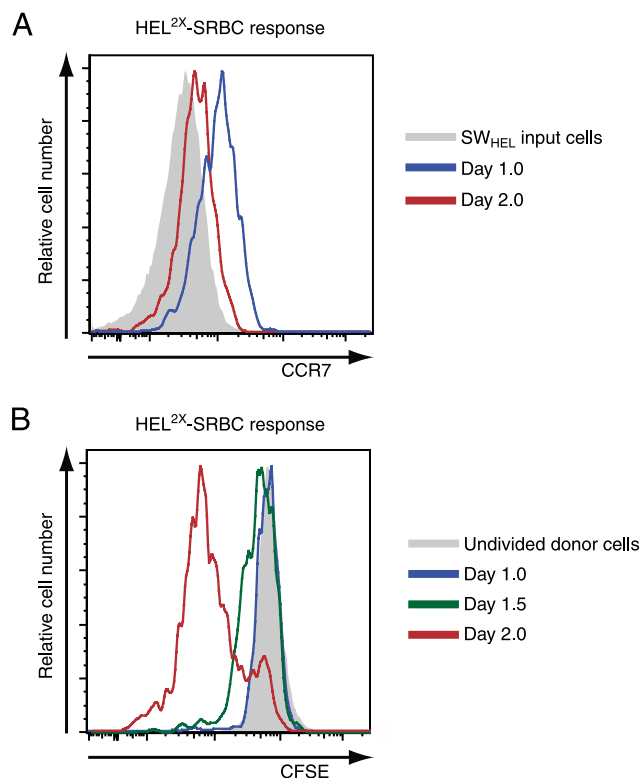 A
HEL²ˣ-SRBC response
Relative cell number
CCR7
SWHEL input cells
Day 1.0
Day 2.0
B
HEL²ˣ-SRBC response
Relative cell number
CFSE
Undivided donor cells
Day 1.0
Day 1.5
Day 2.0